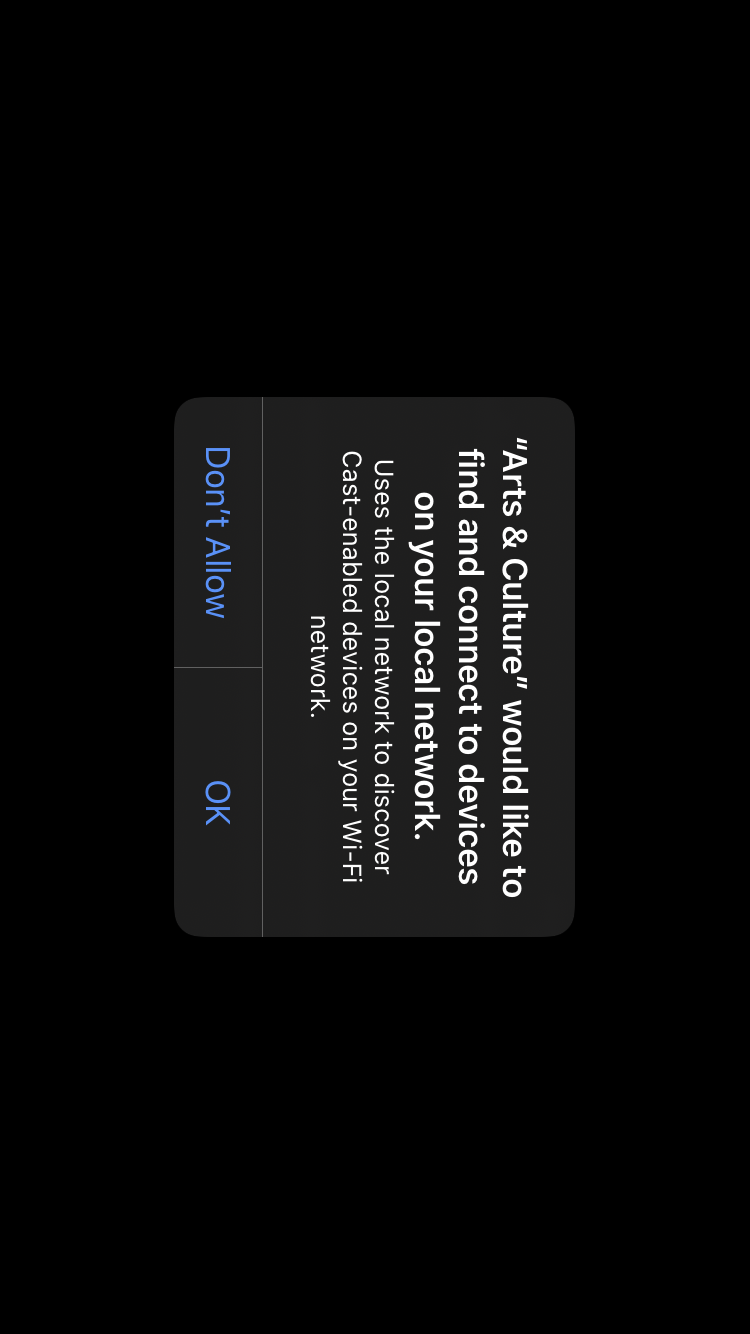 “Arts & Culture” would like to
find and connect to devices
on your local network.
Uses the local network to discover
Cast-enabled devices on your Wi-Fi
network.
Don’t Allow
OK